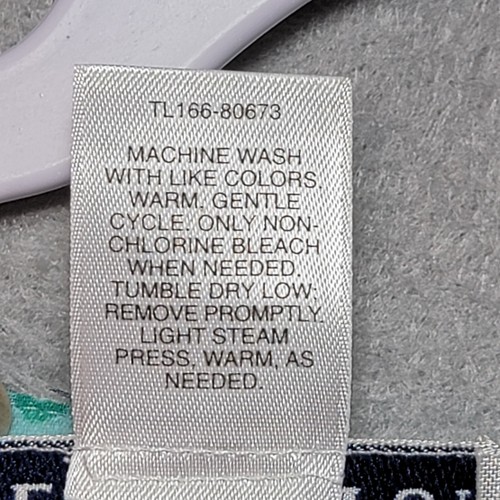 TL166-80673
MACHINE WASH
WITH LIKE COLORS.
WARM. GENTLE
CYCLE. ONLY NON-
CHLORINE BLEACH
WHEN NEEDED.
TUMBLE DRY LOW;
REMOVE PROMPTLY.
LIGHT STEAM
PRESS, WARM, AS
NEEDED.